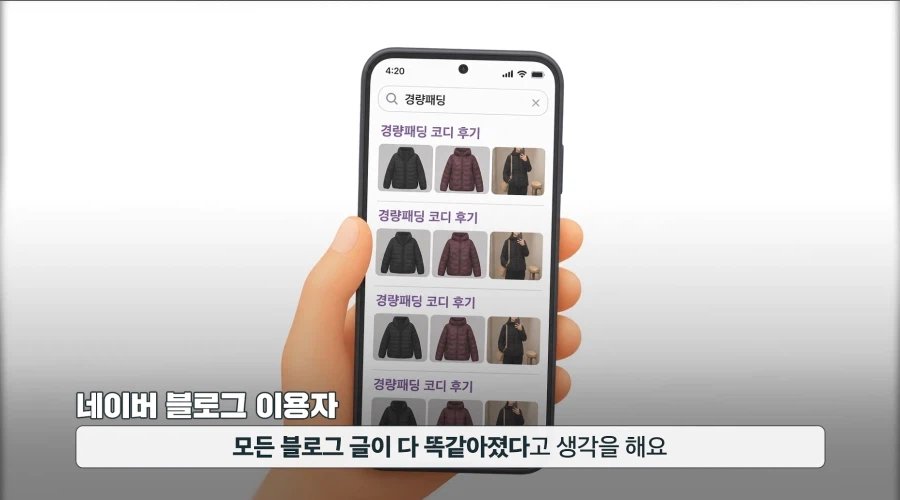 4:20
경량패딩
경량패딩 코디 후기
경량패딩 코디 후기
경량패딩 코디 후기
경량패딩 코디 후기
네이버 블로그 이용자
모든 블로그 글이 다 똑같아졌다고 생각을 해요